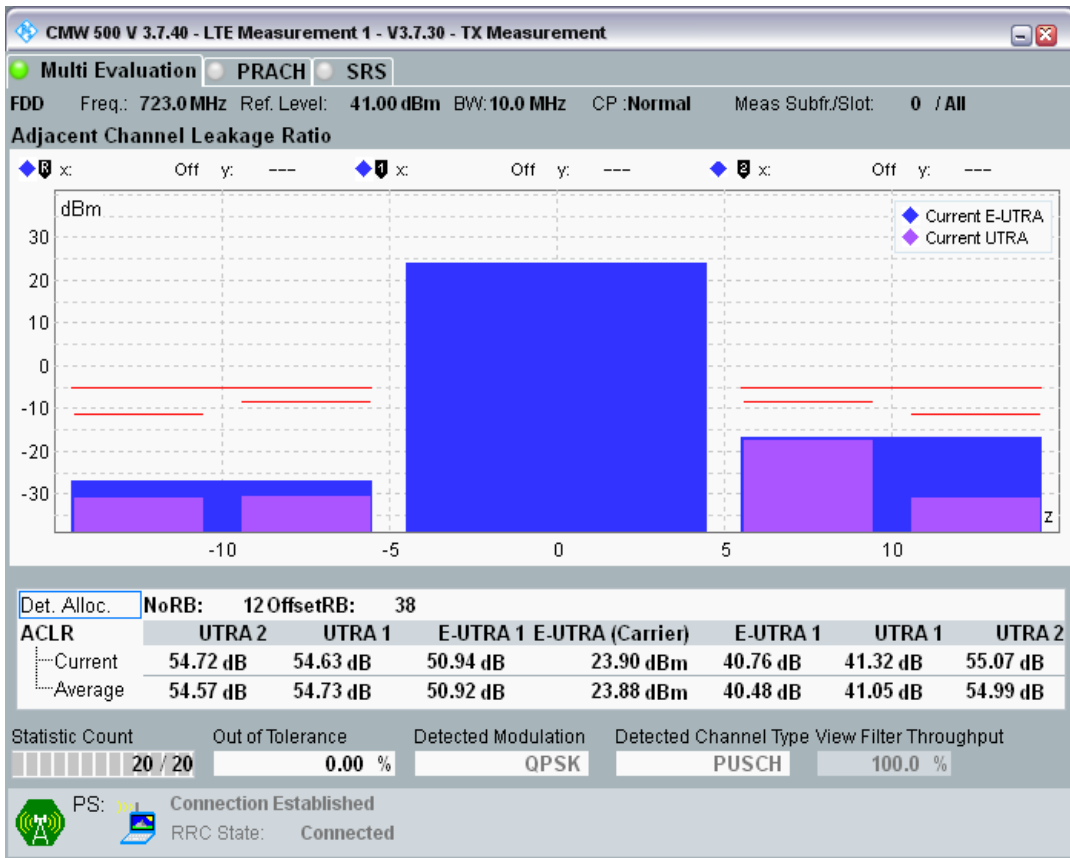 CMW 500 V 3.7.40 - LTE Measurement 1 - V3.7.30 - TX Measurement
Multi Evaluation PRACH SRS
FDD Freq.: 723.0 MHz Ref. Level: 41.00 dBm BW: 10.0 MHz CP :Normal Meas Subfr./Slot: 0 / All
Adjacent Channel Leakage Ratio
R x: Off y: --- 1 x: Off y: --- 2 x: Off y: ---
dBm
Current E-UTRA
Current UTRA
30
20
10
0
-10
-20
-30
z
-10 -5 0 5 10
Det. Alloc. NoRB: 12 OffsetRB: 38
ACLR UTRA 2 UTRA 1 E-UTRA 1 E-UTRA (Carrier) E-UTRA 1 UTRA 1 UTRA 2
Current 54.72 dB 54.63 dB 50.94 dB 23.90 dBm 40.76 dB 41.32 dB 55.07 dB
Average 54.57 dB 54.73 dB 50.92 dB 23.88 dBm 40.48 dB 41.05 dB 54.99 dB
Statistic Count Out of Tolerance Detected Modulation Detected Channel Type View Filter Throughput
20 / 20 0.00 % QPSK PUSCH 100.0 %
PS: Connection Established
RRC State: Connected